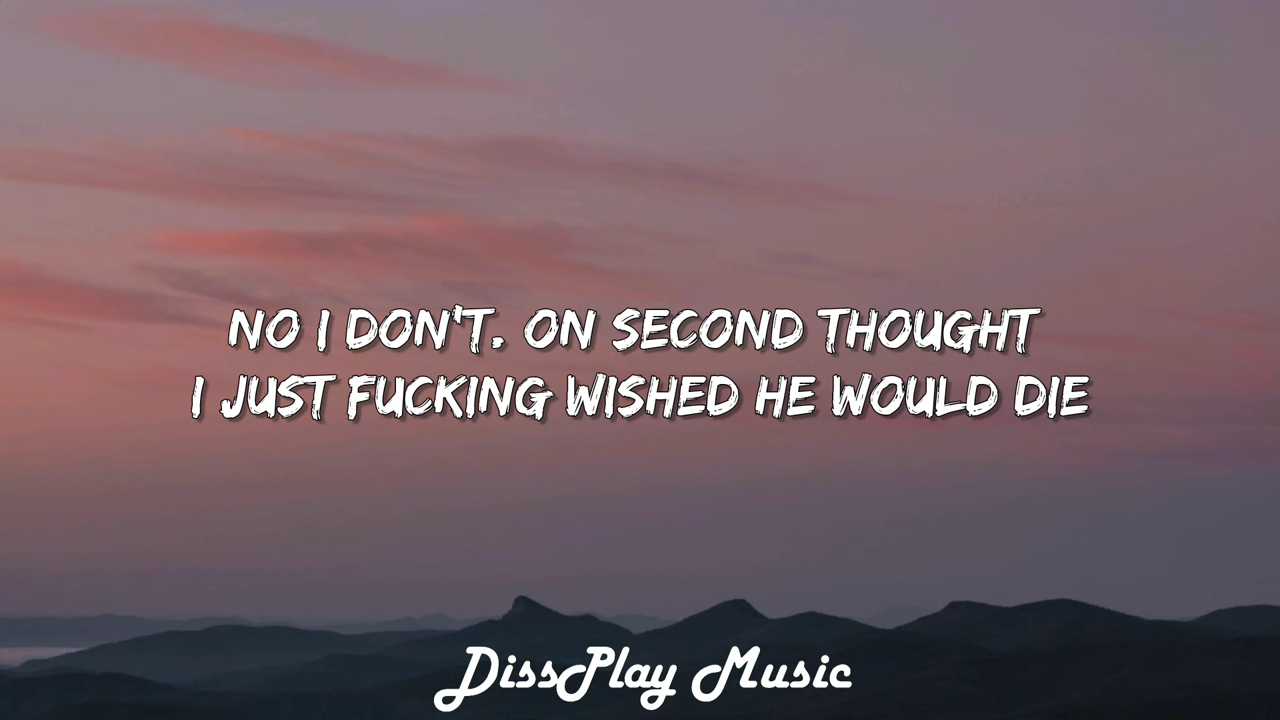 NO I DON'T. ON SECOND THOUGHT
I JUST FUCKING WISHED HE WOULD DIE
DissPlay Music